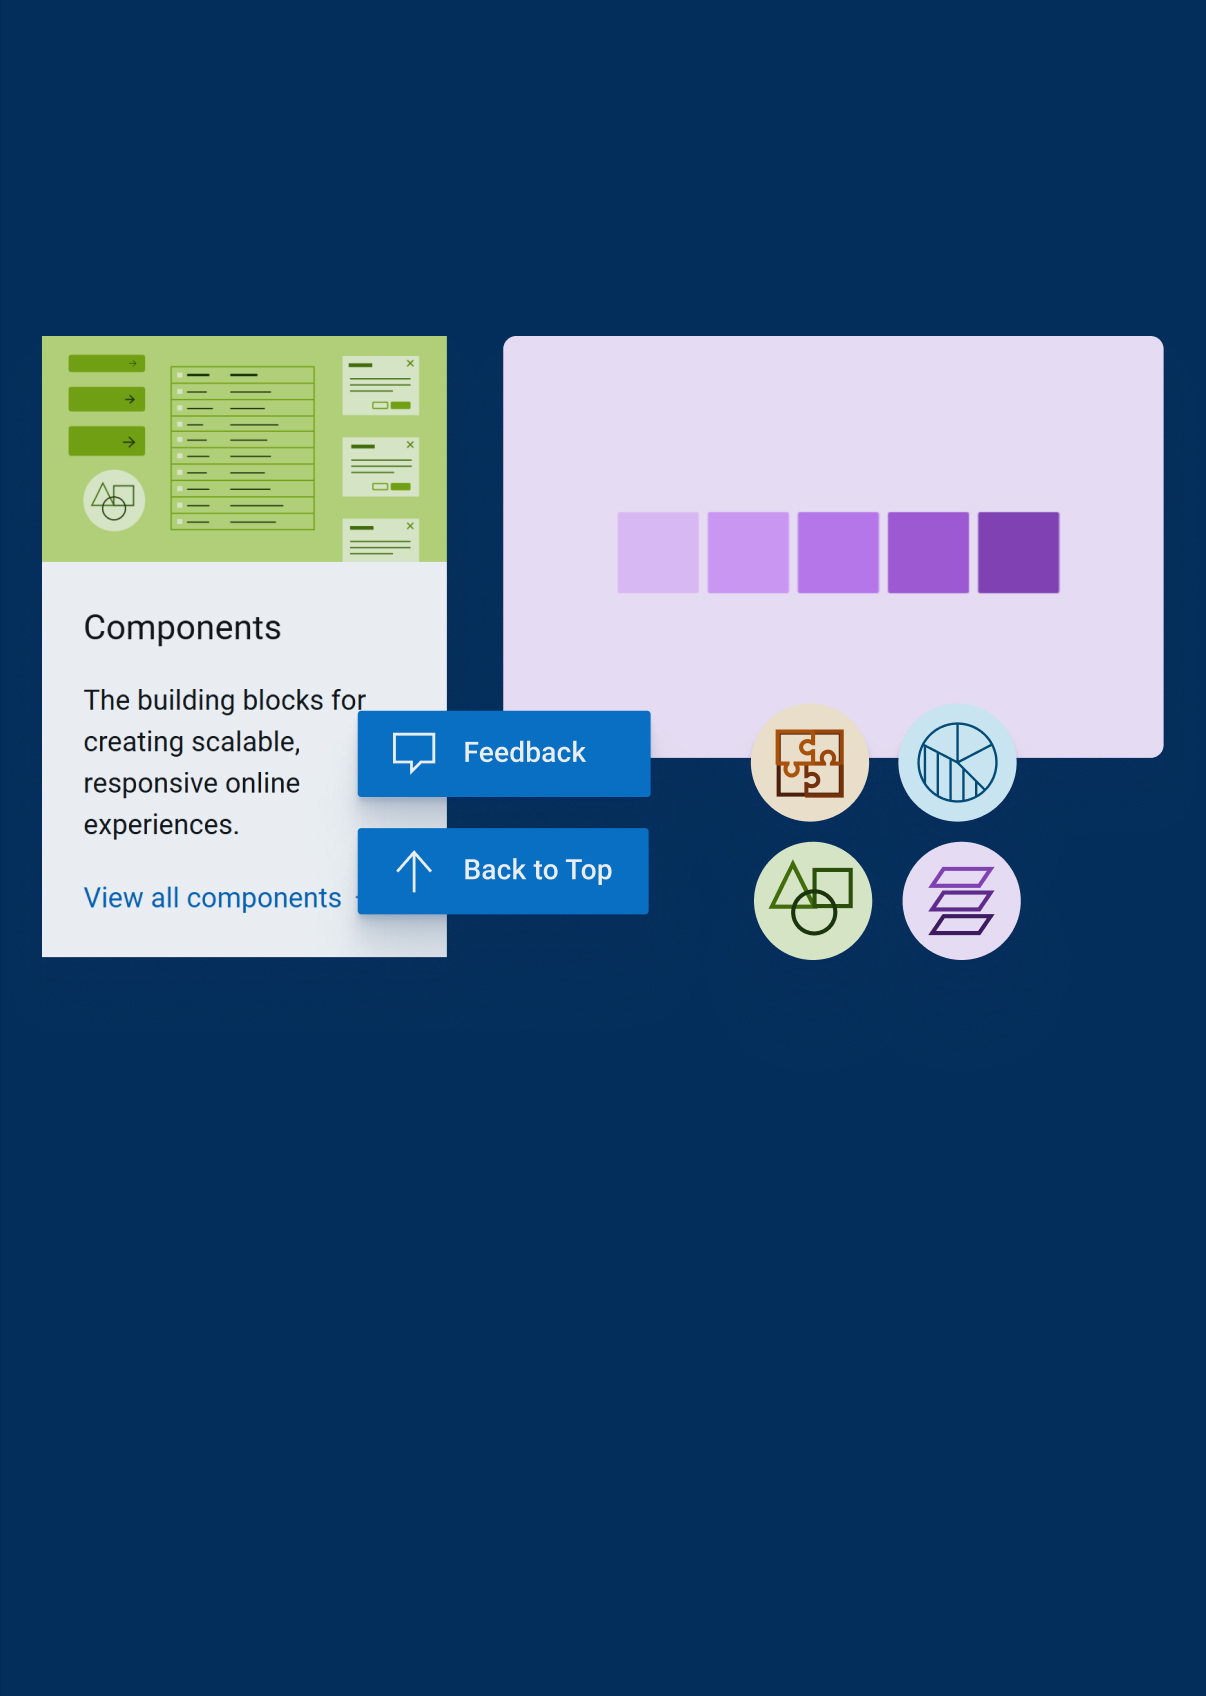 Components
The building blocks for
creating scalable,
responsive online
experiences.
View all components
Feedback
Back to Top